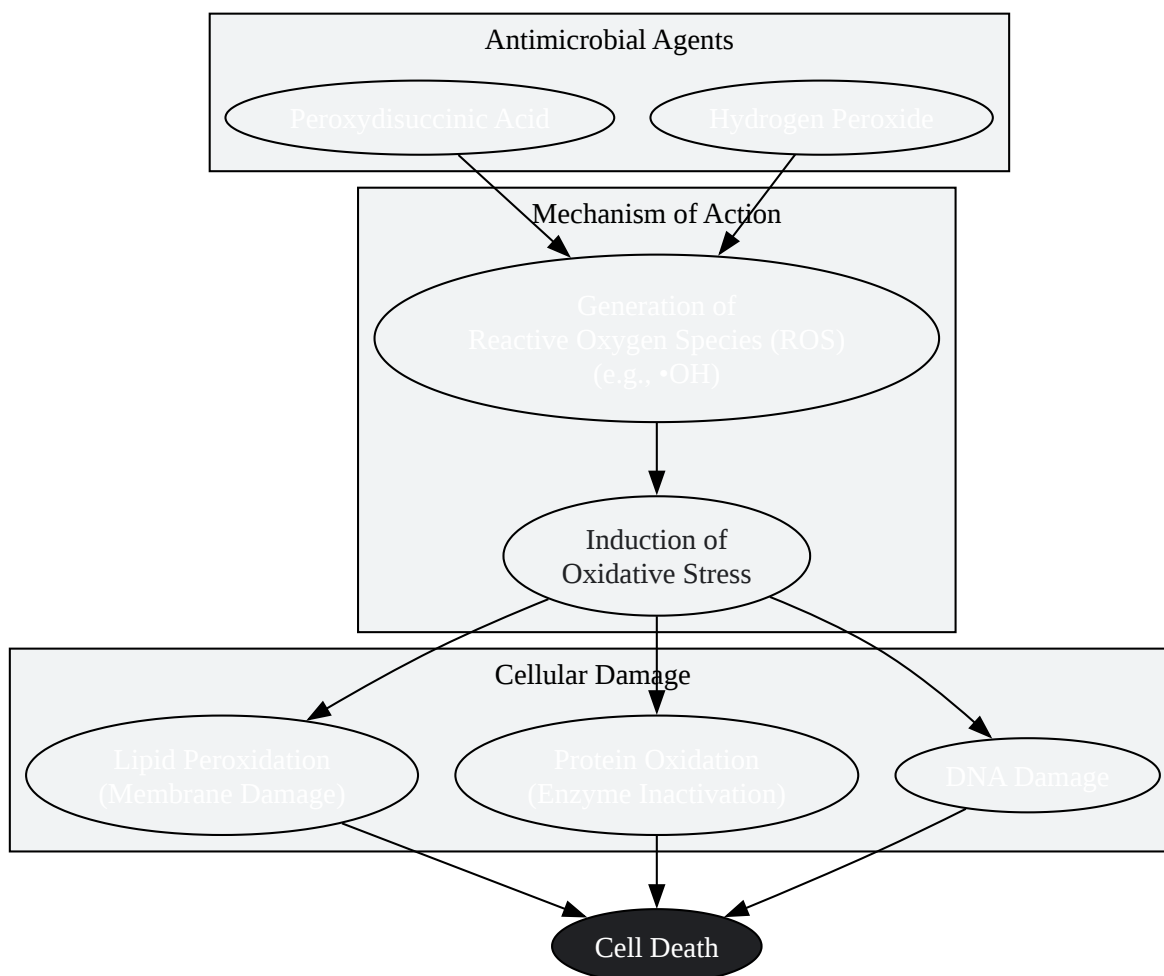 Antimicrobial Agents
Peroxydisuccinic Acid
Hydrogen Peroxide
Mechanism of Action
Generation of
Reactive Oxygen Species (ROS)
(e.g., •OH)
Induction of
Oxidative Stress
Cellular Damage
Lipid Peroxidation
(Membrane Damage)
Protein Oxidation
(Enzyme Inactivation)
DNA Damage
Cell Death